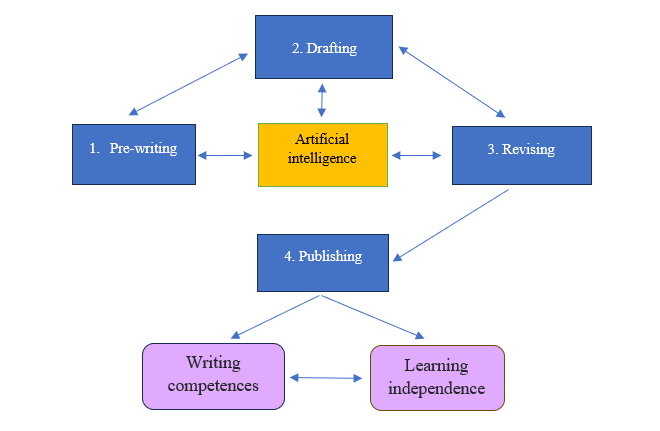 2. Drafting
1. Pre-writing
Artificial
intelligence
3. Revising
4. Publishing
Writing
competences
Learning
independence